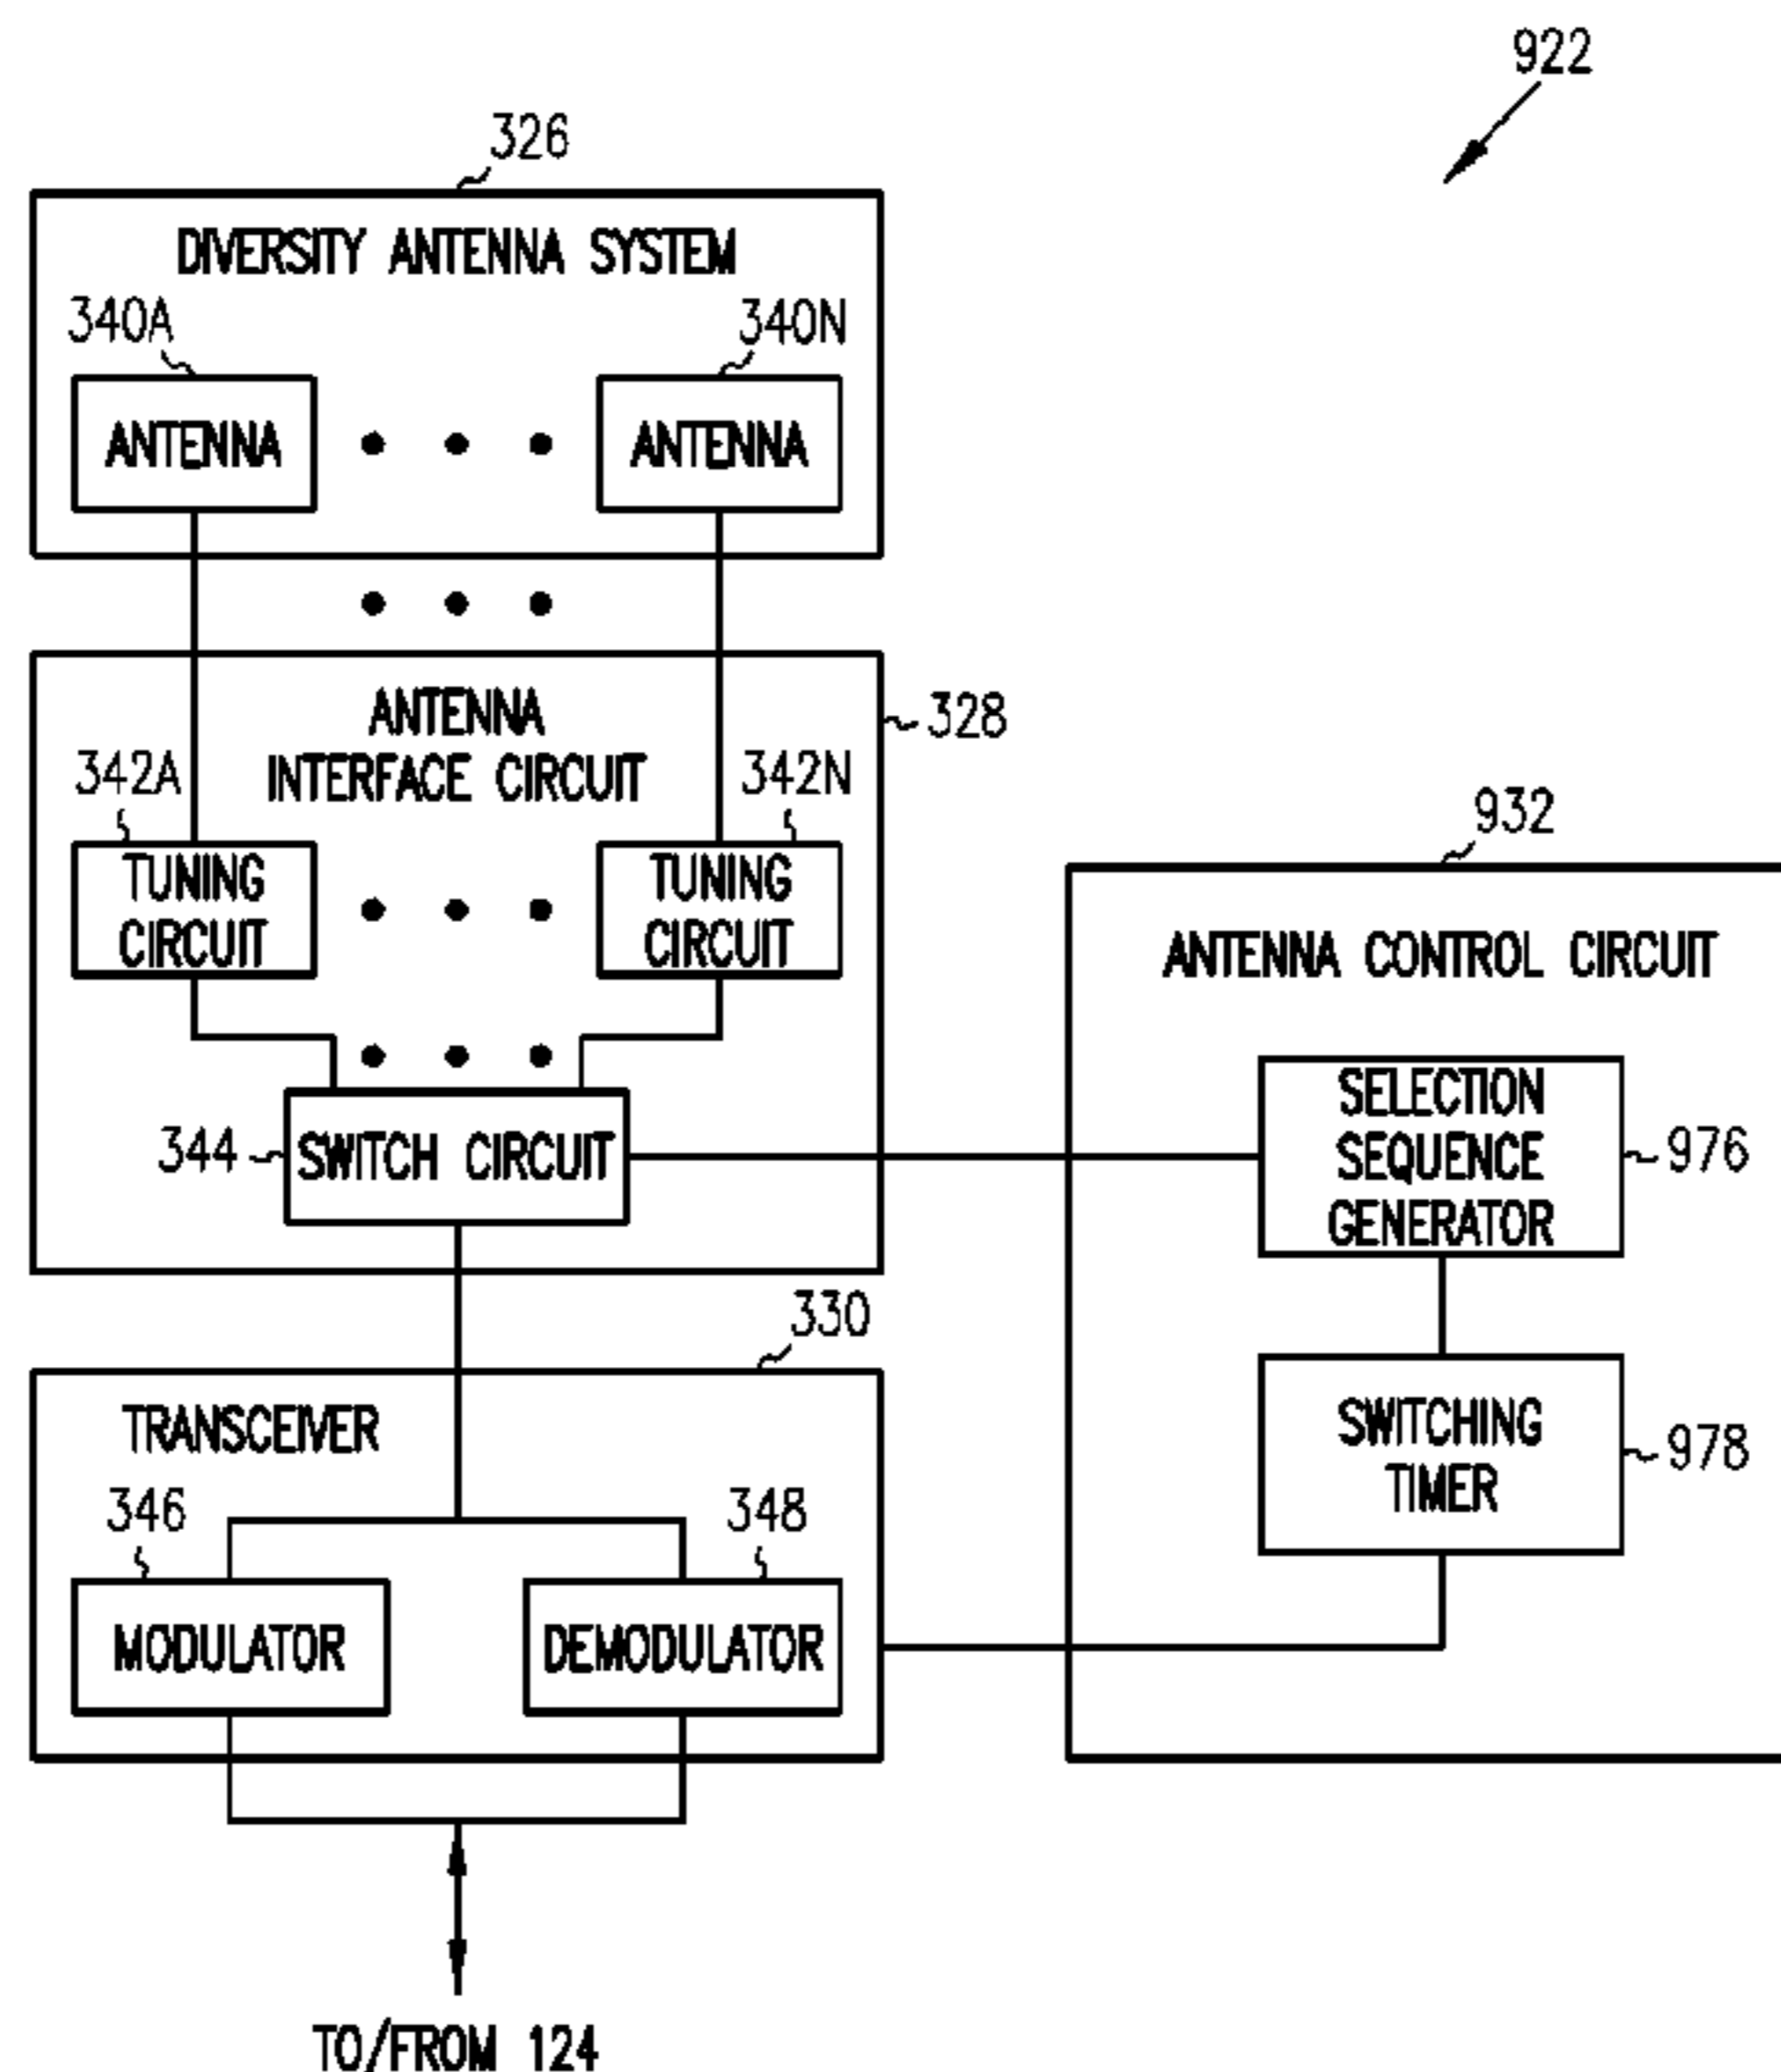 922
326
DIVERSITY ANTENNA SYSTEM
340A
340N
ANTENNA
ANTENNA
ANTENNA
INTERFACE CIRCUIT
328
342A
342N
TUNING
CIRCUIT
TUNING
CIRCUIT
344
SWITCH CIRCUIT
932
ANTENNA CONTROL CIRCUIT
SELECTION
SEQUENCE
GENERATOR
976
SWITCHING
TIMER
978
330
TRANSCEIVER
346
348
MODULATOR
DEMODULATOR
TO/FROM 124